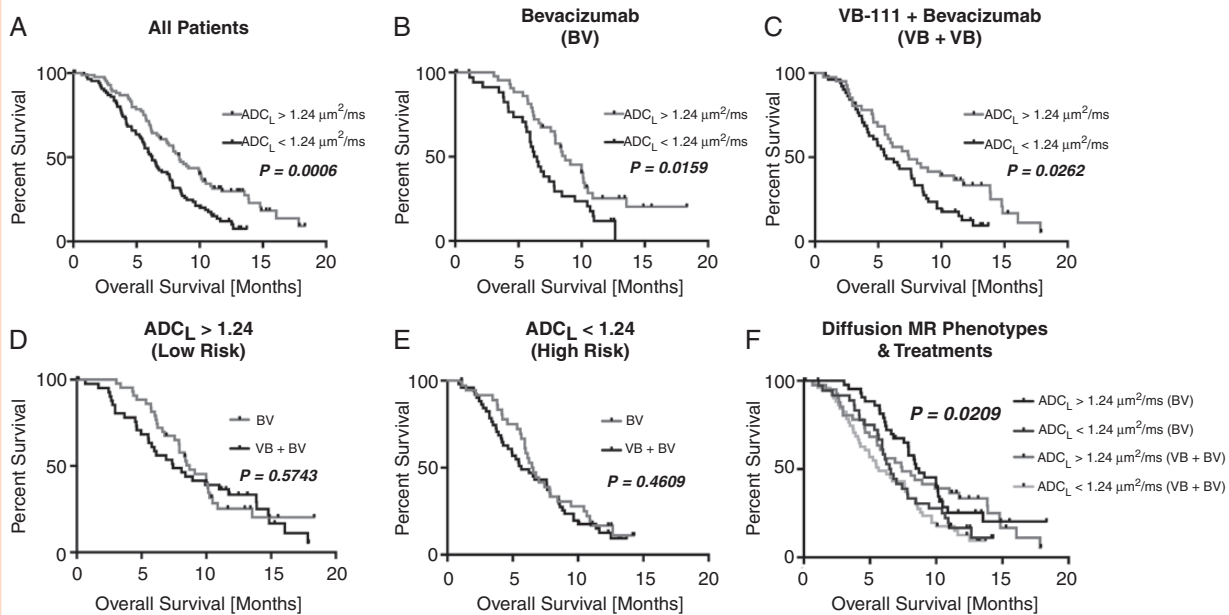 A
All Patients
Percent Survival
100
50
0
ADCL > 1.24 μm²/ms
ADCL < 1.24 μm²/ms
P = 0.0006
0 5 10 15 20
Overall Survival [Months]
B
Bevacizumab
(BV)
Percent Survival
100
50
0
ADCL > 1.24 μm²/ms
ADCL < 1.24 μm²/ms
P = 0.0159
0 5 10 15 20
Overall Survival [Months]
C
VB-111 + Bevacizumab
(VB + VB)
Percent Survival
100
50
0
ADCL > 1.24 μm²/ms
ADCL < 1.24 μm²/ms
P = 0.0262
0 5 10 15 20
Overall Survival [Months]
D
ADCL > 1.24
(Low Risk)
Percent Survival
100
50
0
BV
VB + BV
P = 0.5743
0 5 10 15 20
Overall Survival [Months]
E
ADCL < 1.24
(High Risk)
Percent Survival
100
50
0
BV
VB + BV
P = 0.4609
0 5 10 15 20
Overall Survival [Months]
F
Diffusion MR Phenotypes
& Treatments
Percent Survival
100
50
0
P = 0.0209
ADCL > 1.24 μm²/ms (BV)
ADCL < 1.24 μm²/ms (BV)
ADCL > 1.24 μm²/ms (VB + BV)
ADCL < 1.24 μm²/ms (VB + BV)
0 5 10 15 20
Overall Survival [Months]